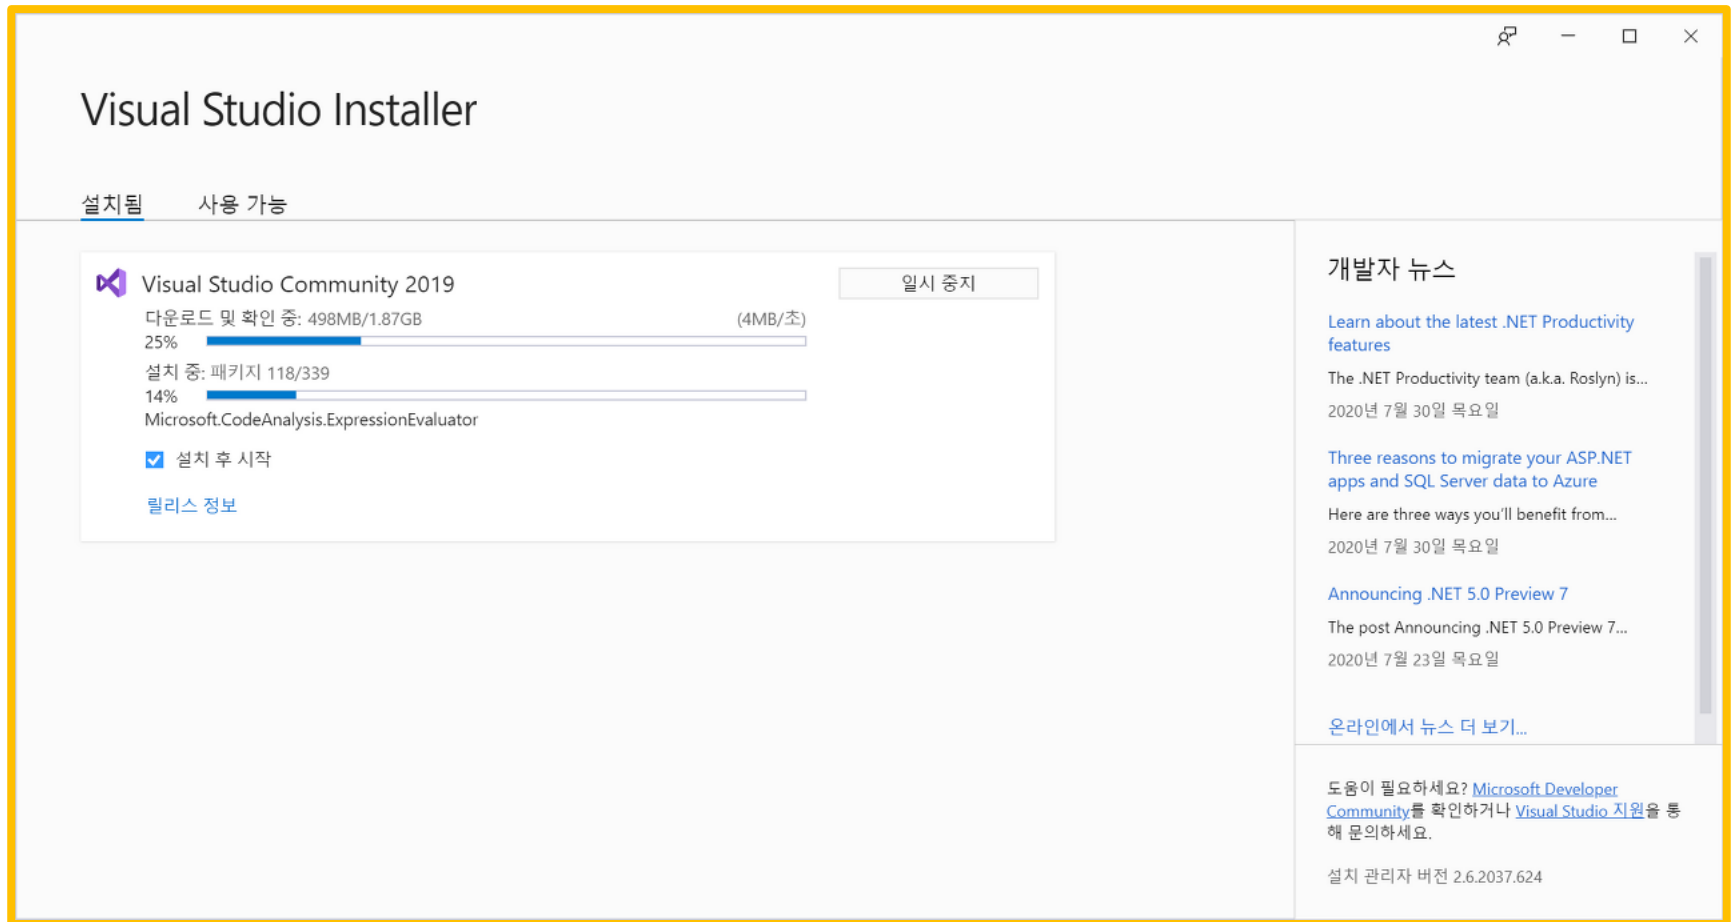 Visual Studio Installer
설치됨 사용 가능
Visual Studio Community 2019
일시 중지
다운로드 및 확인 중: 498MB/1.87GB (4MB/초)
25%
설치 중: 패키지 118/339
14%
Microsoft.CodeAnalysis.ExpressionEvaluator
설치 후 시작
릴리스 정보
개발자 뉴스
Learn about the latest .NET Productivity
features
The .NET Productivity team (a.k.a. Roslyn) is...
2020년 7월 30일 목요일
Three reasons to migrate your ASP.NET
apps and SQL Server data to Azure
Here are three ways you'll benefit from...
2020년 7월 30일 목요일
Announcing .NET 5.0 Preview 7
The post Announcing .NET 5.0 Preview 7...
2020년 7월 23일 목요일
온라인에서 뉴스 더 보기...
도움이 필요하세요? Microsoft Developer
Community를 확인하거나 Visual Studio 지원을 통
해 문의하세요.
설치 관리자 버전 2.6.2037.624